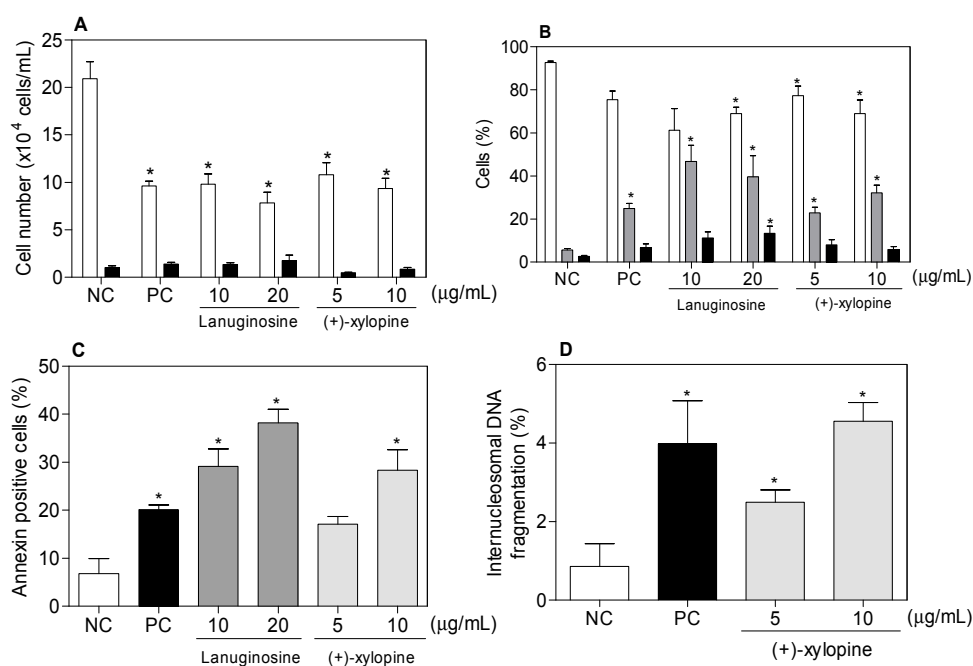 A
Cell number (x10⁴ cells/mL)
25
20
15
10
5
0
* * * * *
NC PC 10 20 5 10 (μg/mL)
Lanuginosine (+)-xylopine
B
Cells (%)
100
80
60
40
20
0
* * * * * * * * *
NC PC 10 20 5 10 (μg/mL)
Lanuginosine (+)-xylopine
C
Annexin positive cells (%)
50
40
30
20
10
0
* * * *
NC PC 10 20 5 10 (μg/mL)
Lanuginosine (+)-xylopine
D
Internucleosomal DNA
fragmentation (%)
6
4
2
0
* * *
NC PC 5 10 (μg/mL)
(+)-xylopine